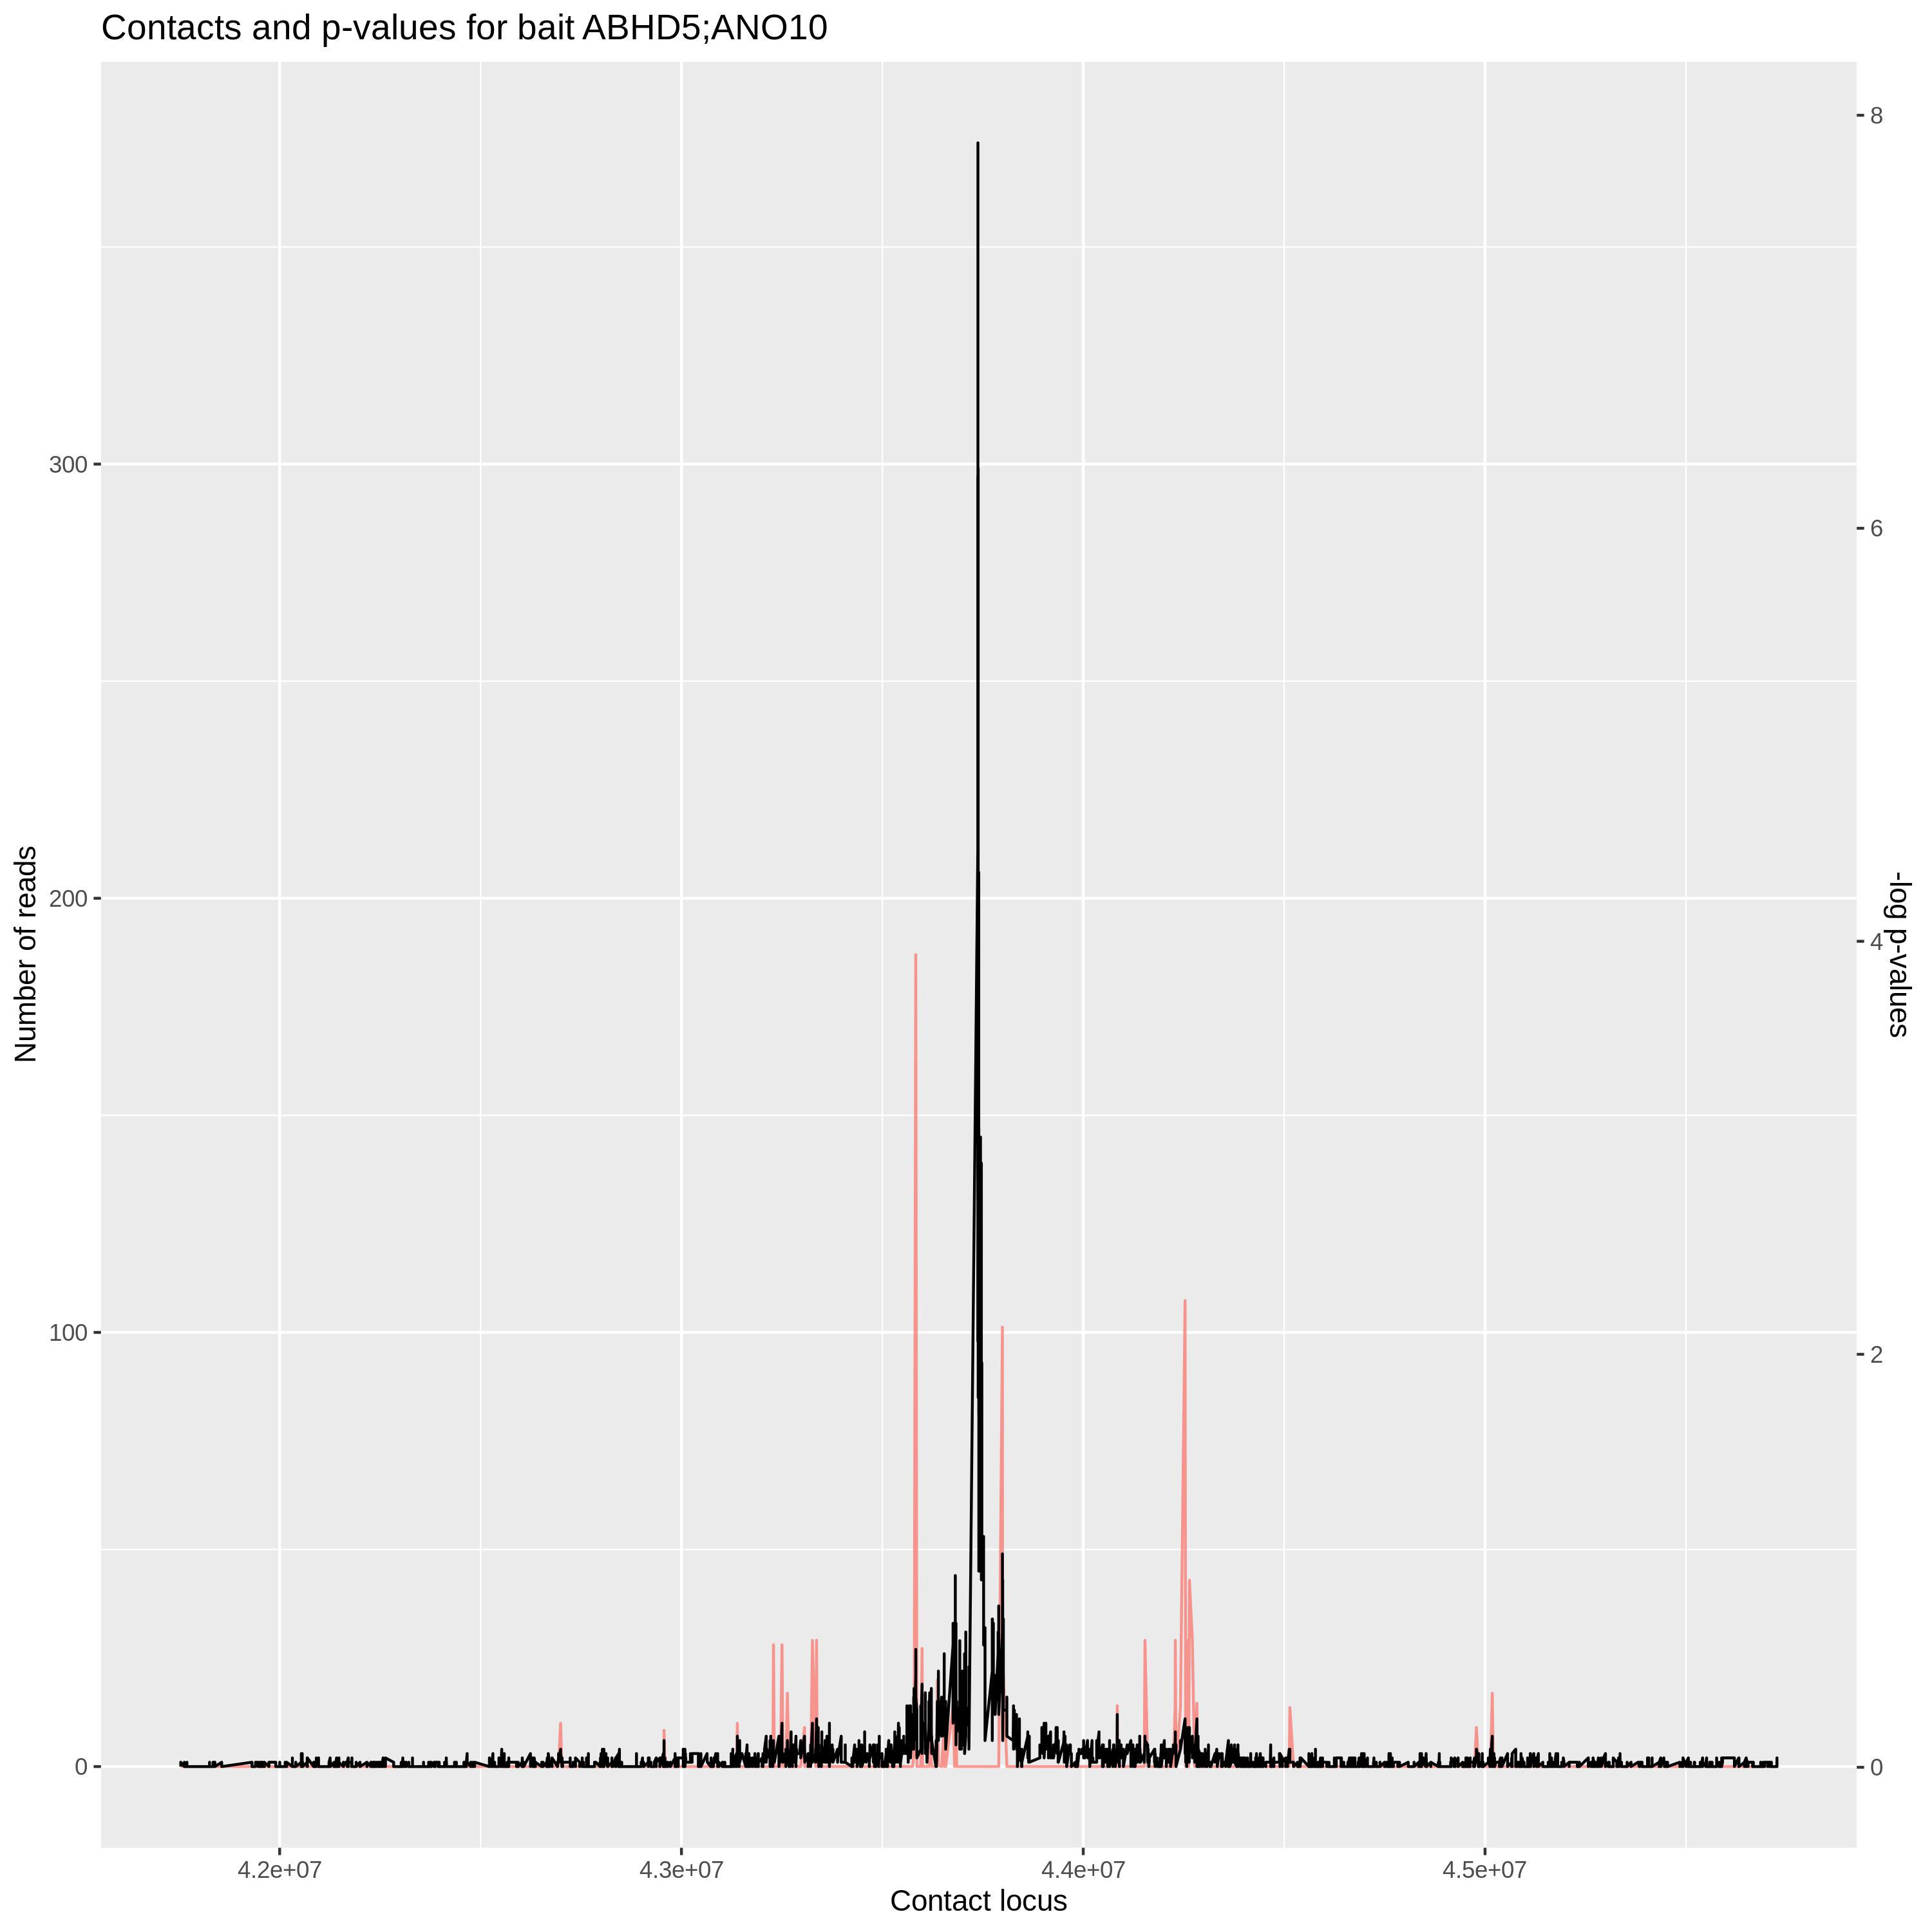 Contacts and p-values for bait ABHD5;ANO10
Number of reads
300
200
100
0
8
6
4
2
0
-log p-values
4.2e+07
4.3e+07
4.4e+07
4.5e+07
Contact locus